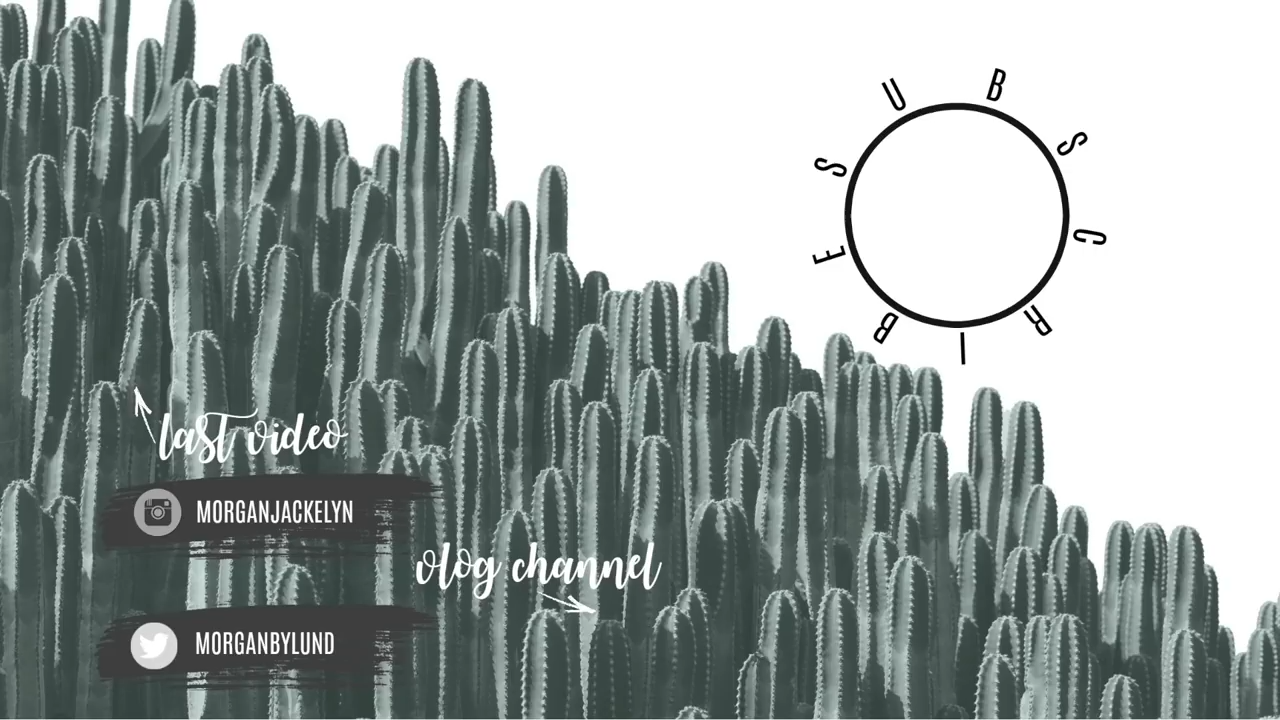 SUBSCRIBE
last video
MORGANJACKELYN
vlog channel
MORGANBYLUND